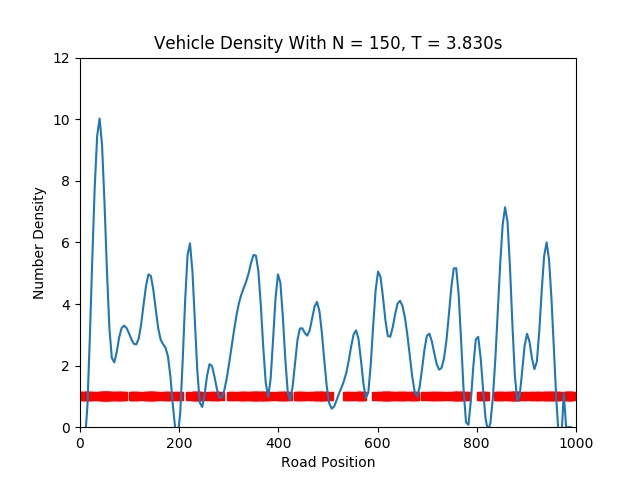 Vehicle Density With N = 150, T = 3.830s
12
10
8
6
4
2
0
Number Density
0 200 400 600 800 1000
Road Position